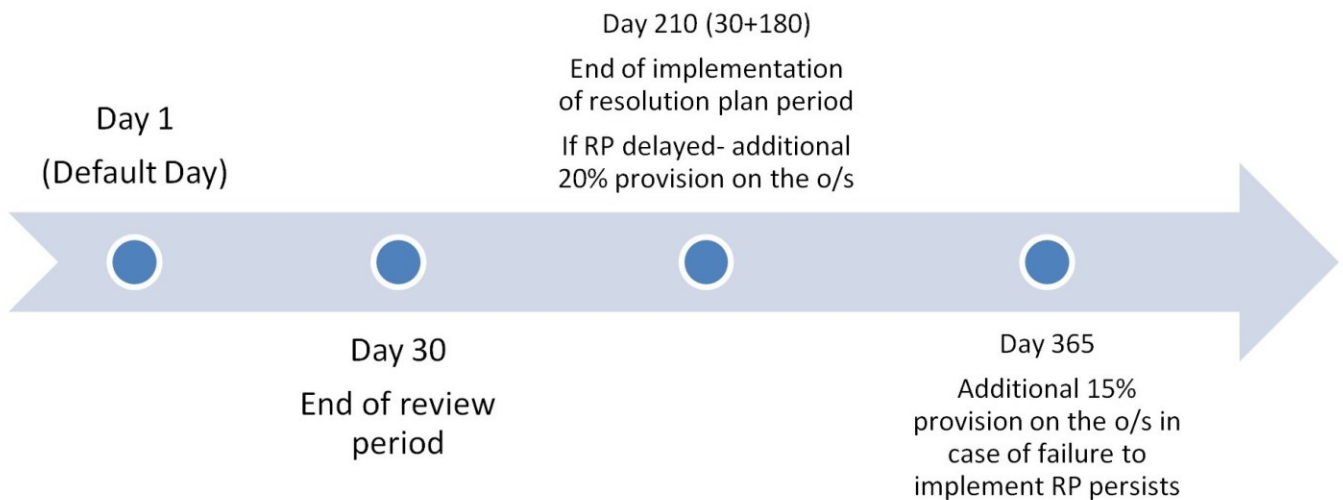 Day 1
(Default Day)
Day 30
End of review
period
Day 210 (30+180)
End of implementation
of resolution plan period
If RP delayed- additional
20% provision on the o/s
Day 365
Additional 15%
provision on the o/s in
case of failure to
implement RP persists